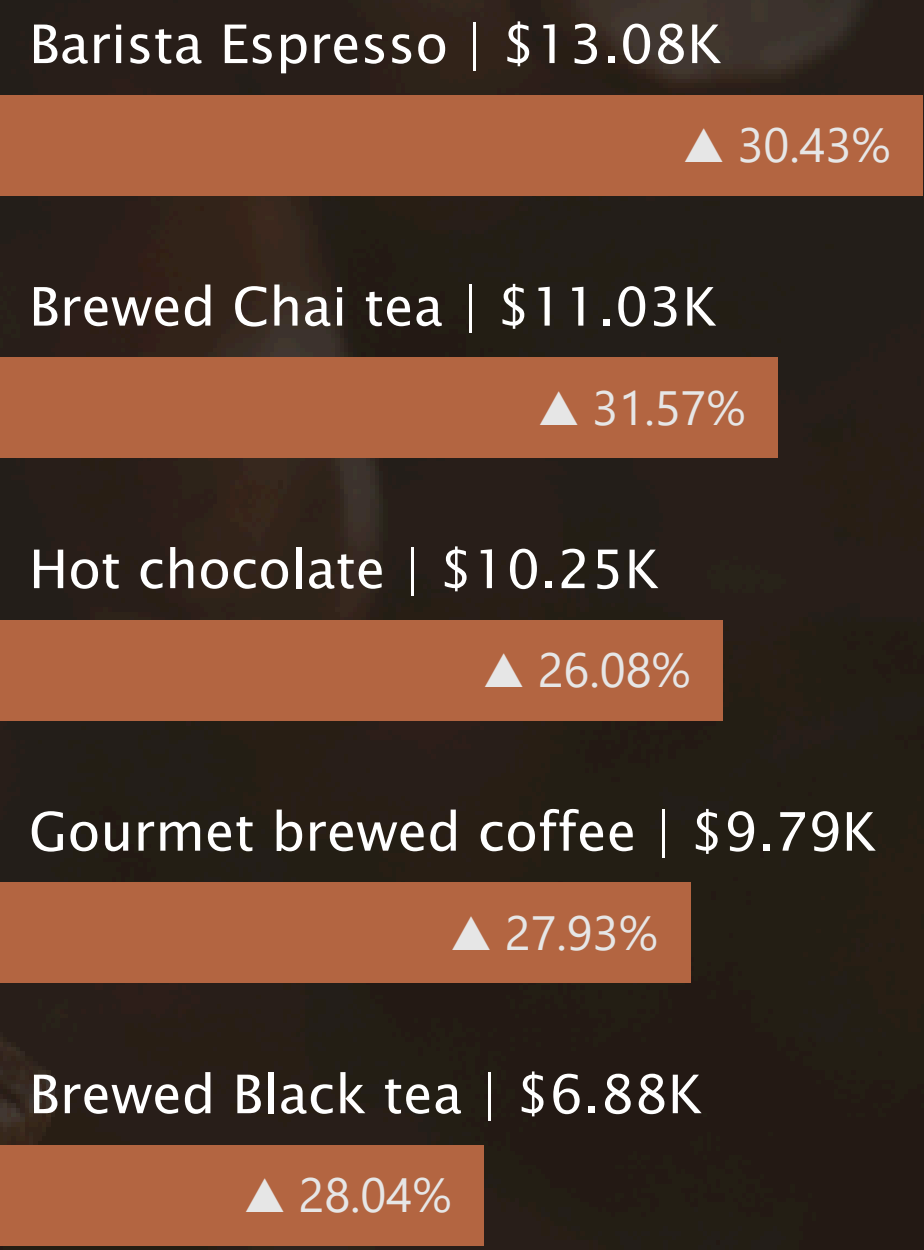 Barista Espresso | $13.08K
▲ 30.43%
Brewed Chai tea | $11.03K
▲ 31.57%
Hot chocolate | $10.25K
▲ 26.08%
Gourmet brewed coffee | $9.79K
▲ 27.93%
Brewed Black tea | $6.88K
▲ 28.04%